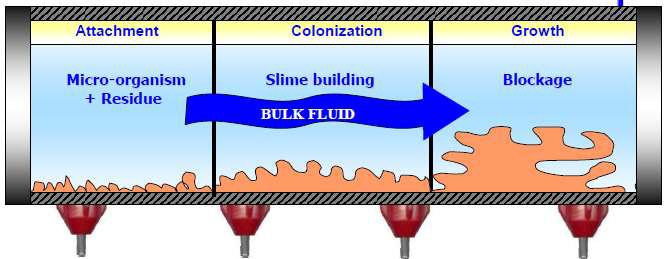 Attachment
Colonization
Growth
Micro-organism
+ Residue
Slime building
Blockage
BULK FLUID